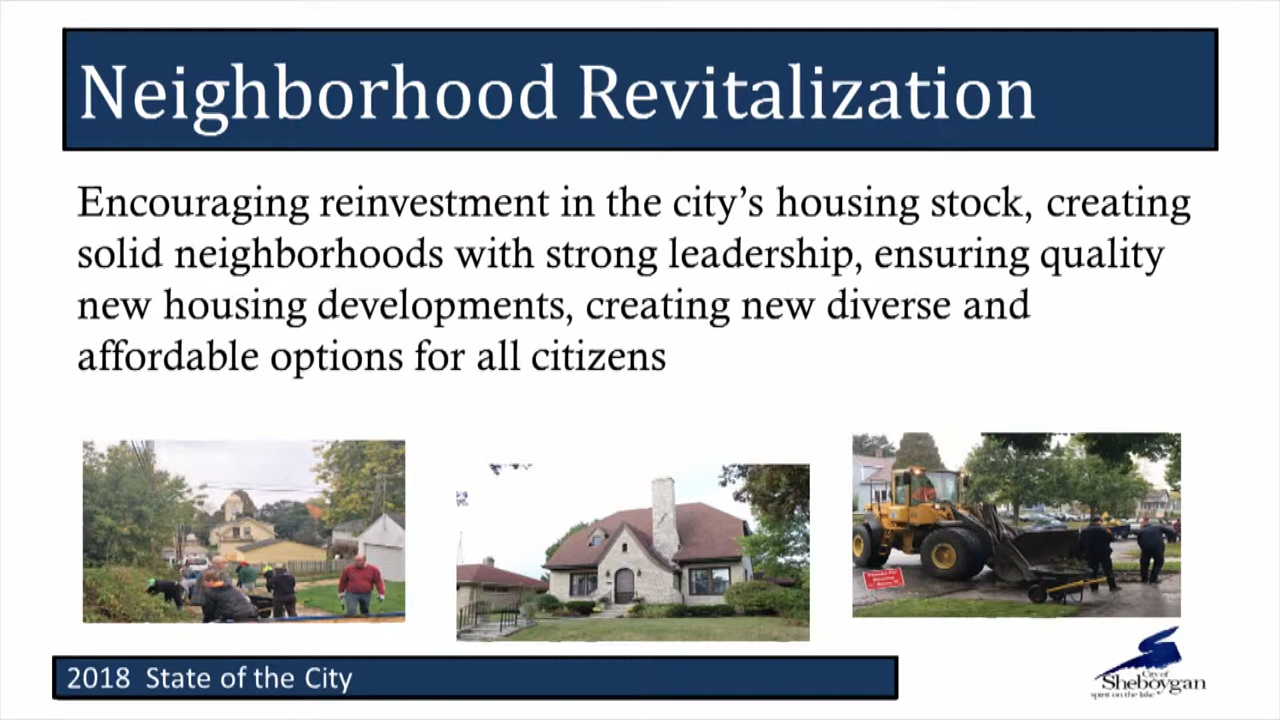 Neighborhood Revitalization
Encouraging reinvestment in the city’s housing stock, creating
solid neighborhoods with strong leadership, ensuring quality
new housing developments, creating new diverse and
affordable options for all citizens
2018 State of the City
City of
Sheboygan
spirit on the lake